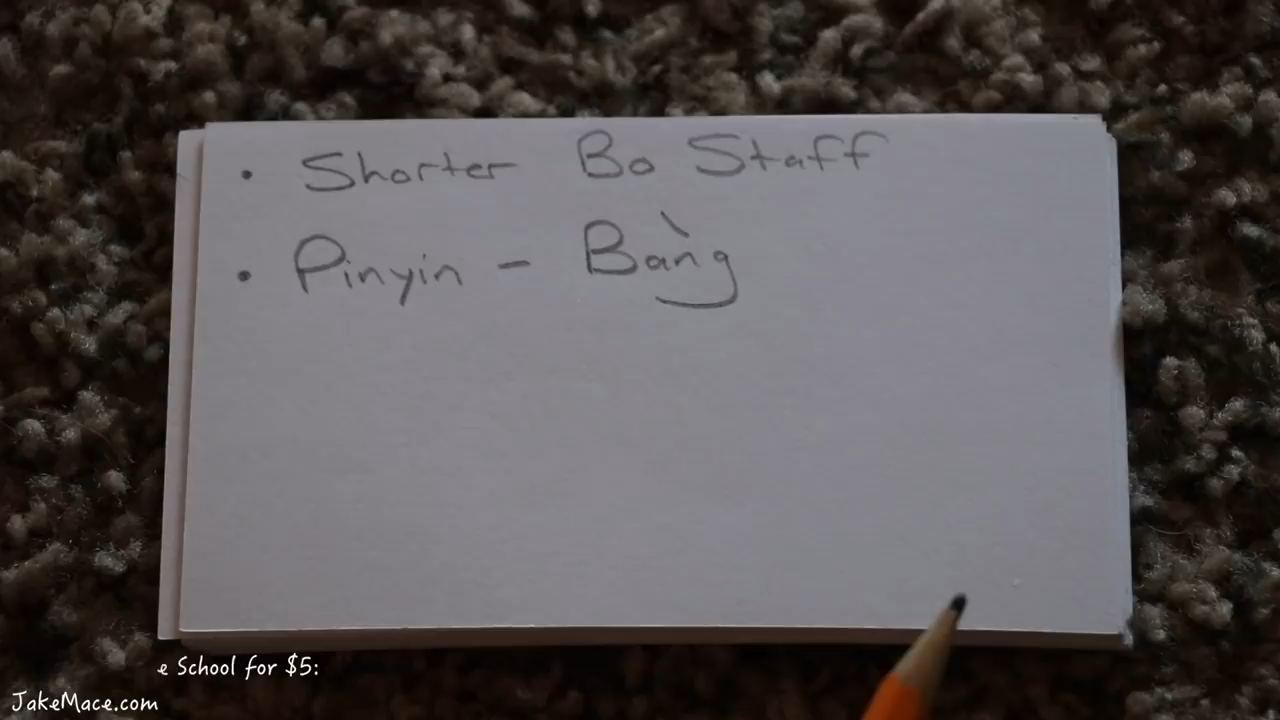 • Shorter Bo Staff
• Pinyin - Bàng
e School for $5:
JakeMace.com